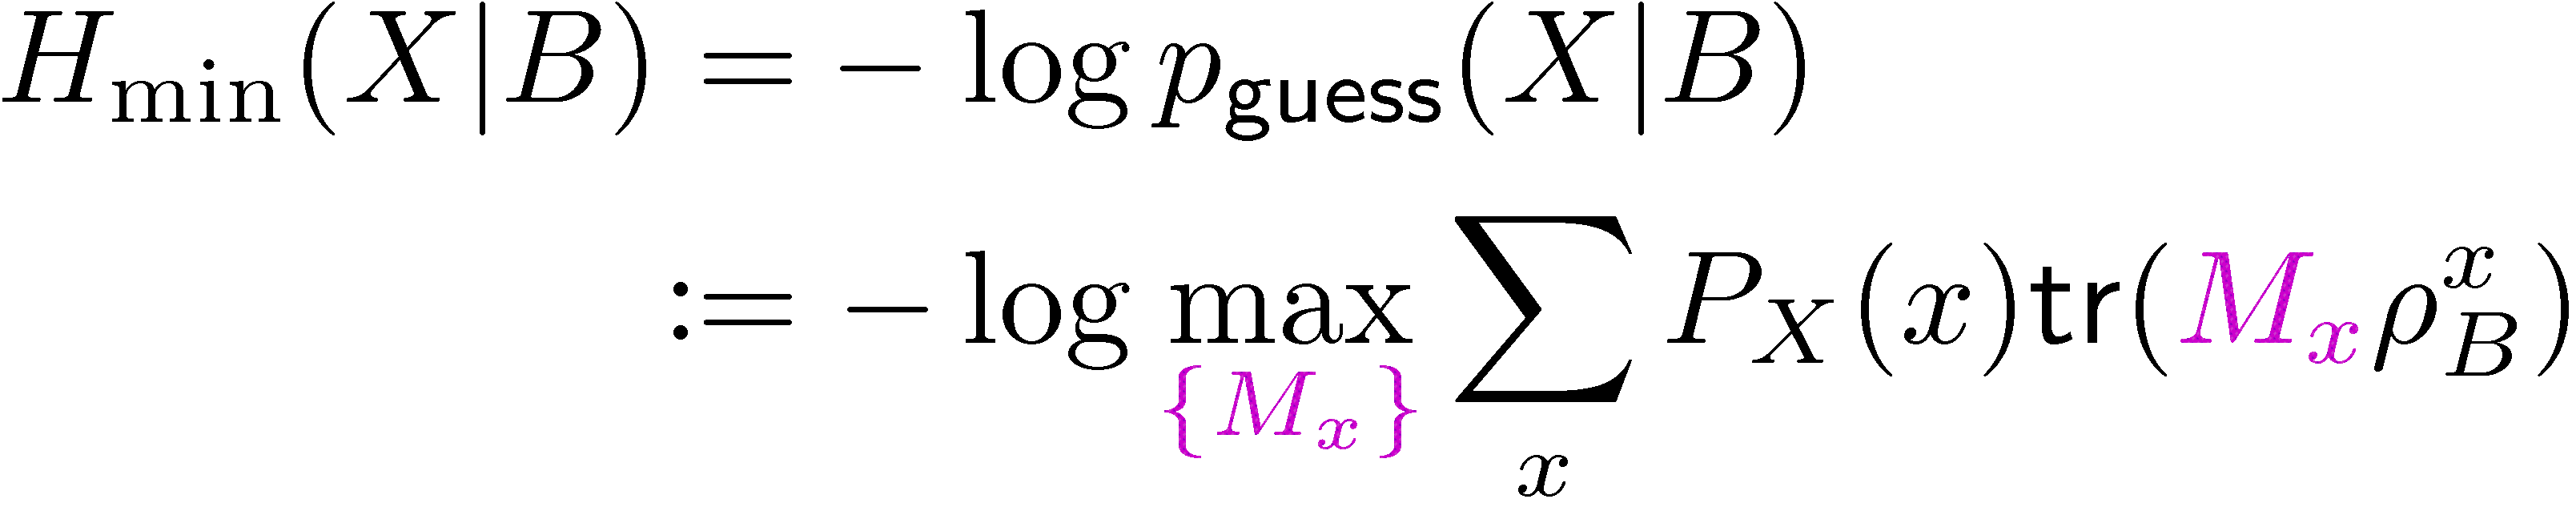 H_min(X|B) = − log p_guess(X|B)
:= − log max_{M_x} ∑_x P_X(x)tr(M_x ρ_B^x)